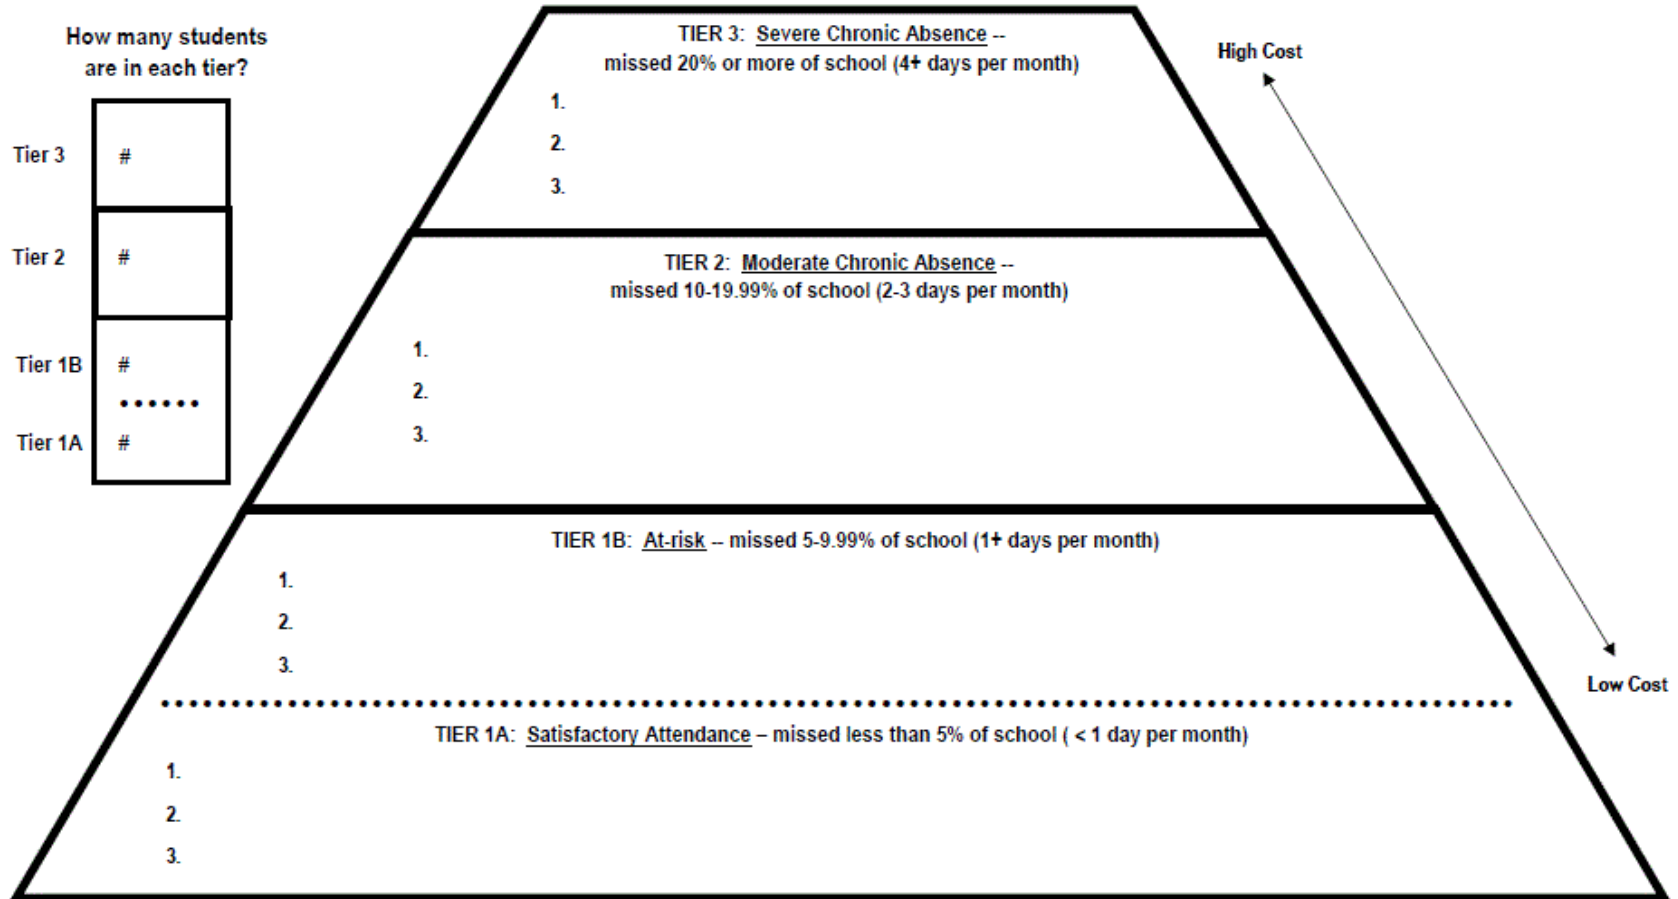 How many students
are in each tier?
Tier 3 #
Tier 2 #
Tier 1B #
Tier 1A #
TIER 3: Severe Chronic Absence --
missed 20% or more of school (4+ days per month)
1.
2.
3.
TIER 2: Moderate Chronic Absence --
missed 10-19.99% of school (2-3 days per month)
1.
2.
3.
TIER 1B: At-risk -- missed 5-9.99% of school (1+ days per month)
1.
2.
3.
TIER 1A: Satisfactory Attendance – missed less than 5% of school ( < 1 day per month)
1.
2.
3.
High Cost
Low Cost